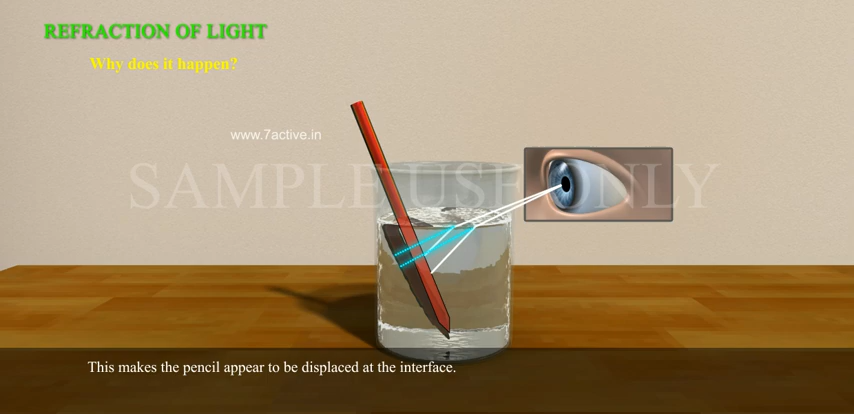 REFRACTION OF LIGHT
Why does it happen?
www.7active.in
SAMPLE USE ONLY
This makes the pencil appear to be displaced at the interface.